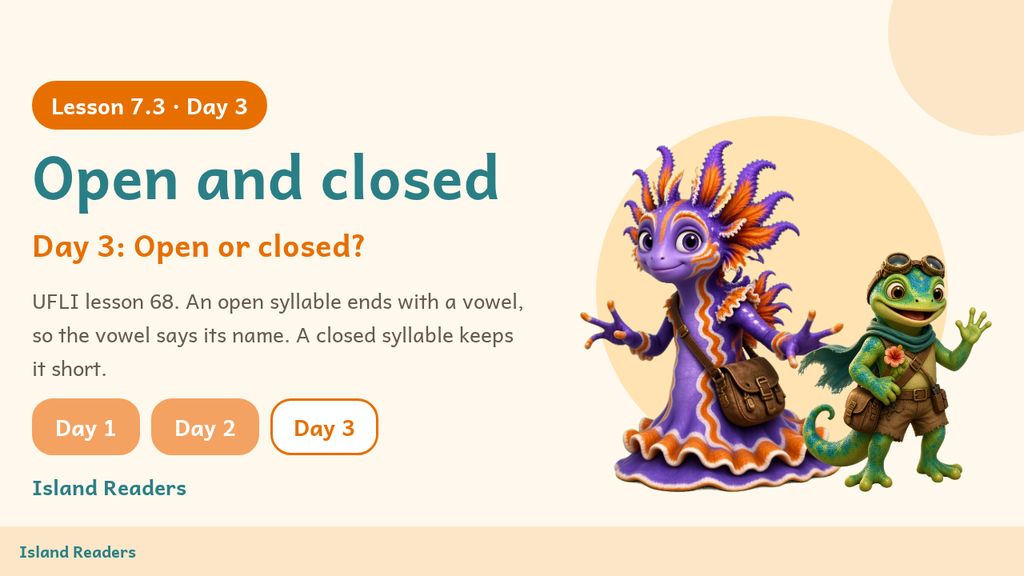 Lesson 7.3 · Day 3
Open and closed
Day 3: Open or closed?
UFLI lesson 68. An open syllable ends with a vowel,
so the vowel says its name. A closed syllable keeps
it short.
Day 1
Day 2
Day 3
Island Readers
Island Readers